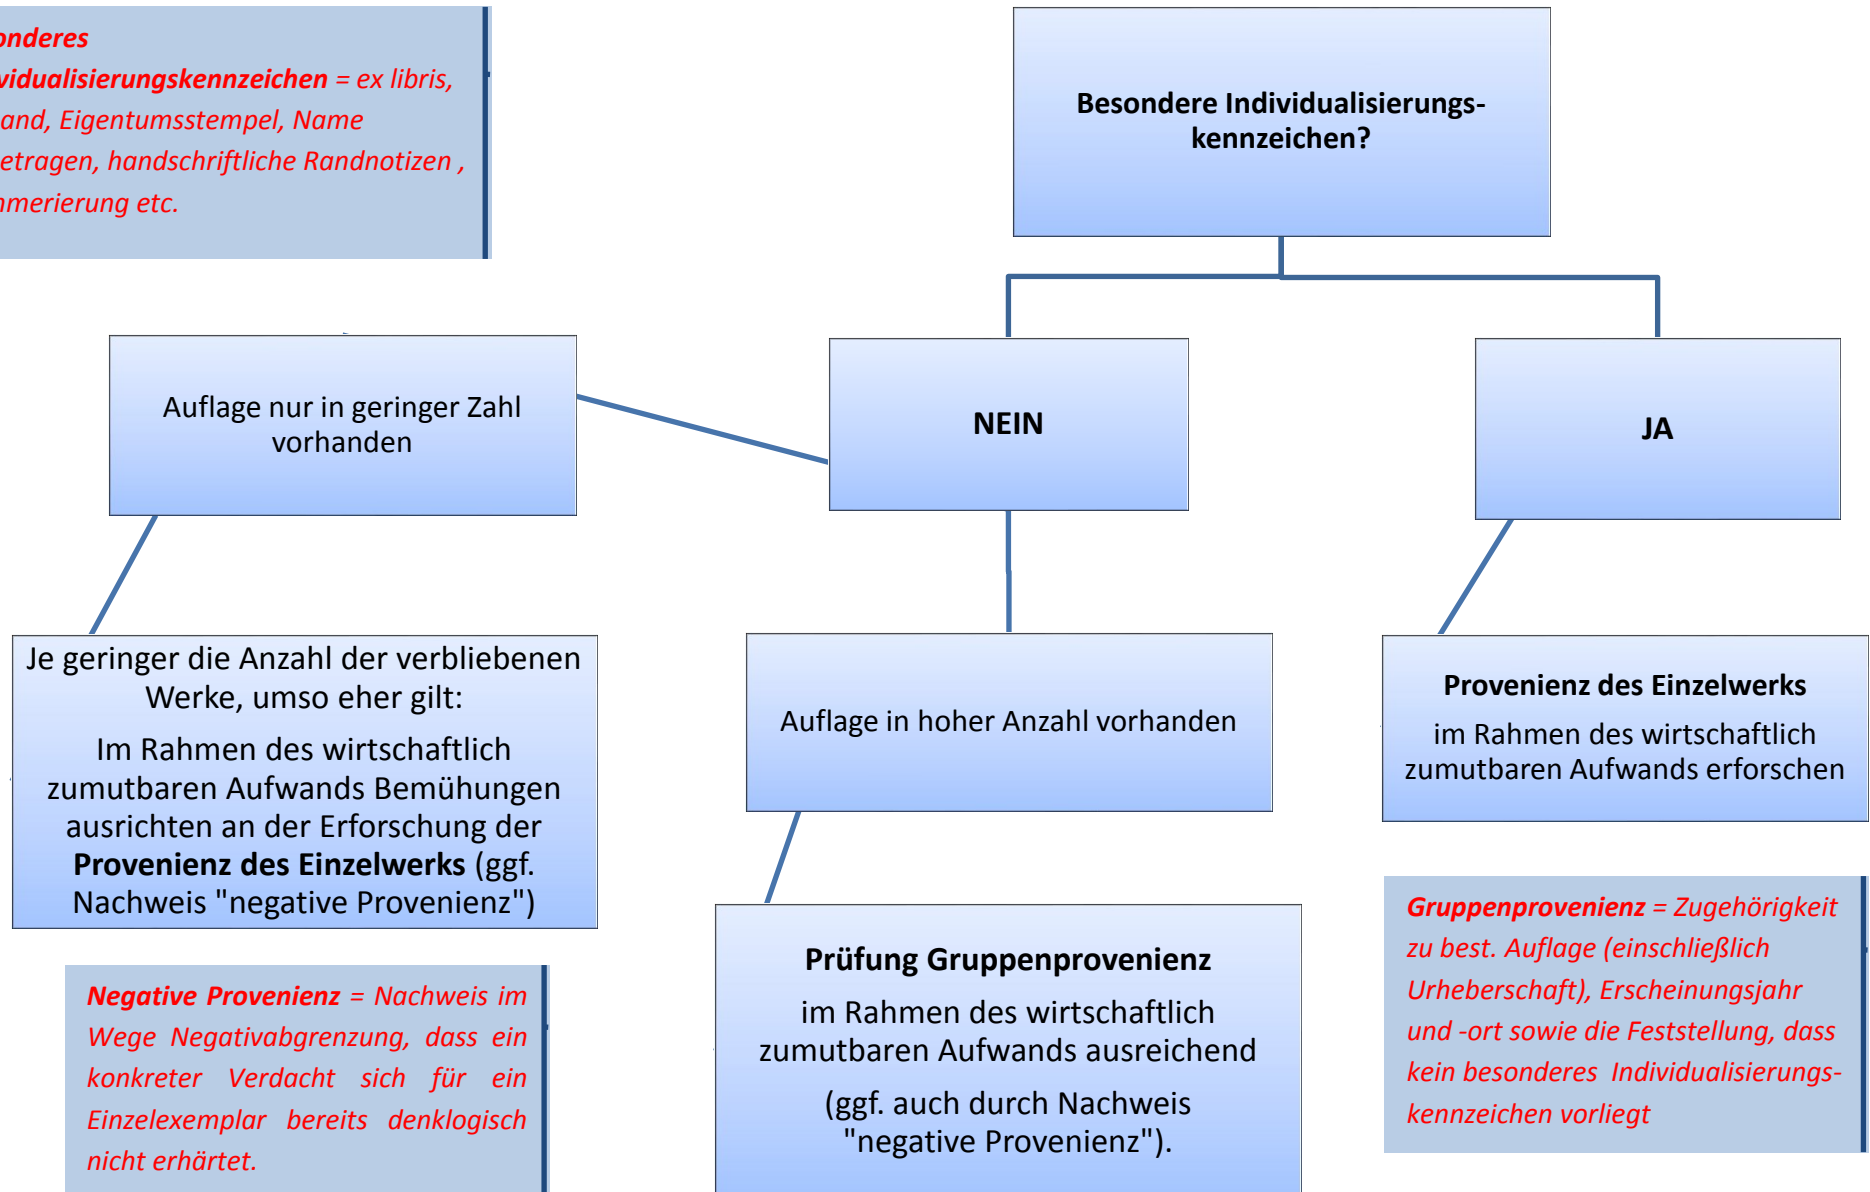 onderes
vidualisierungskennzeichen = ex libris,
and, Eigentumsstempel, Name
etragen, handschriftliche Randnotizen ,
mmerierung etc.
Besondere Individualisierungs-
kennzeichen?
Auflage nur in geringer Zahl
vorhanden
NEIN
JA
Je geringer die Anzahl der verbliebenen
Werke, umso eher gilt:
Im Rahmen des wirtschaftlich
zumutbaren Aufwands Bemühungen
ausrichten an der Erforschung der
Provenienz des Einzelwerks (ggf.
Nachweis "negative Provenienz")
Auflage in hoher Anzahl vorhanden
Provenienz des Einzelwerks
im Rahmen des wirtschaftlich
zumutbaren Aufwands erforschen
Negative Provenienz = Nachweis im
Wege Negativabgrenzung, dass ein
konkreter Verdacht sich für ein
Einzelexemplar bereits denklogisch
nicht erhärtet.
Prüfung Gruppenprovenienz
im Rahmen des wirtschaftlich
zumutbaren Aufwands ausreichend
(ggf. auch durch Nachweis
"negative Provenienz").
Gruppenprovenienz = Zugehörigkeit
zu best. Auflage (einschließlich
Urheberschaft), Erscheinungsjahr
und -ort sowie die Feststellung, dass
kein besonderes Individualisierungs-
kennzeichen vorliegt